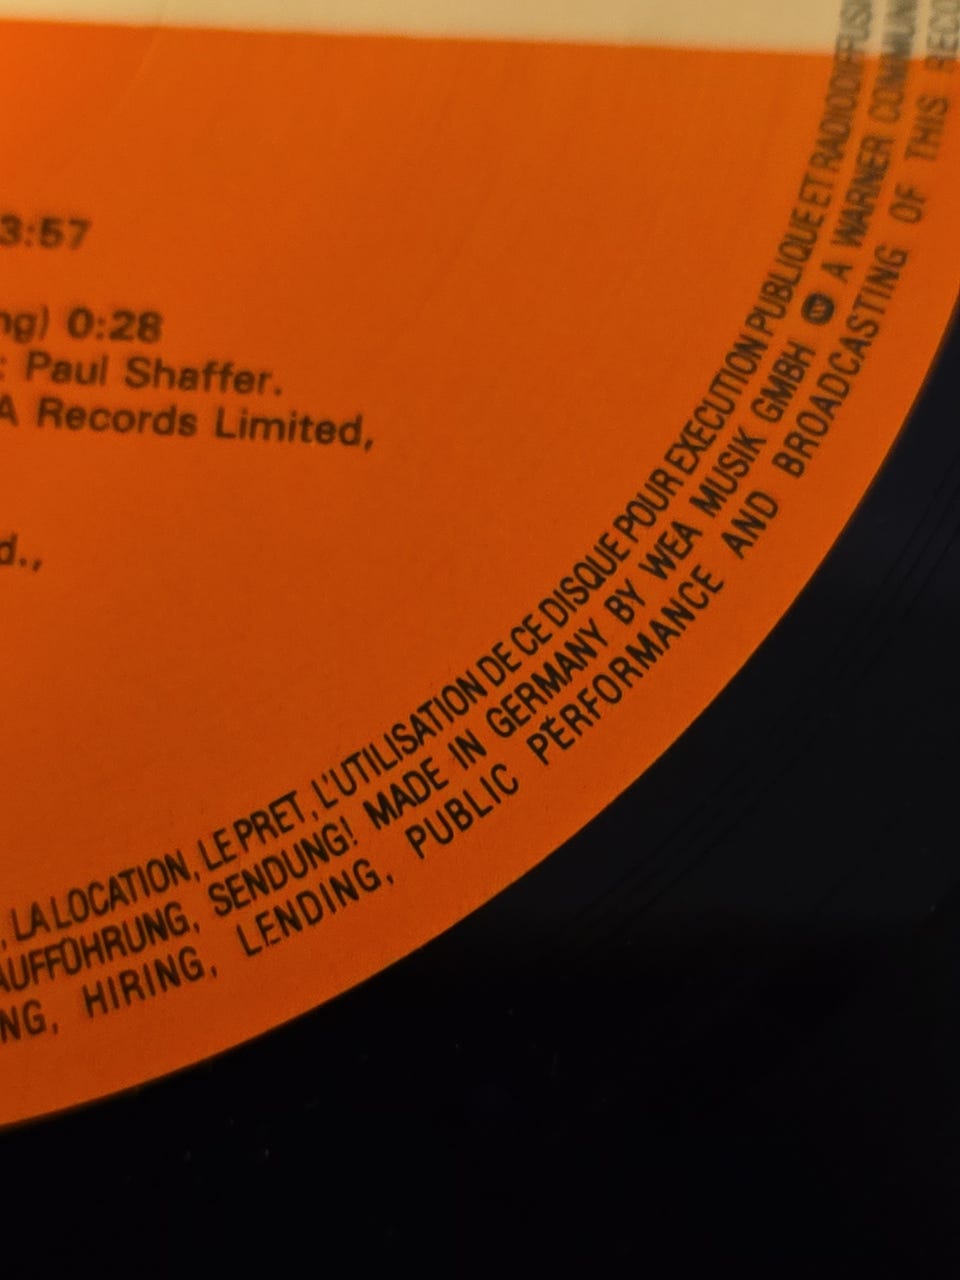 3:57
ng) 0:28
: Paul Shaffer.
A Records Limited,
d.,
, LA LOCATION, LE PRET, L'UTILISATION DE CE DISQUE POUR EXECUTION PUBLIQUE ET RADIODIFFUSI
AUFFÜHRUNG, SENDUNG! MADE IN GERMANY BY WEA MUSIK GMBH A WARNER COMMUN
NG, HIRING, LENDING, PUBLIC PERFORMANCE AND BROADCASTING OF THIS RECO